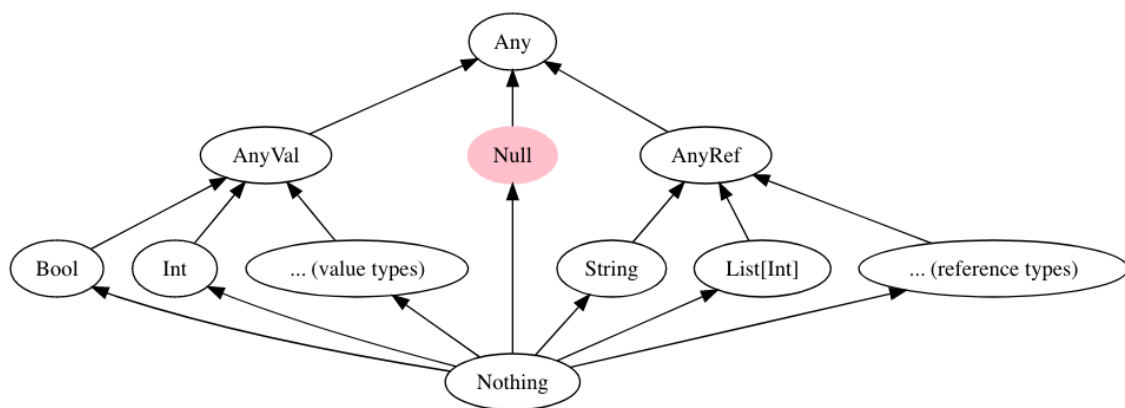 Any
AnyVal
Null
AnyRef
Bool
Int
... (value types)
String
List[Int]
... (reference types)
Nothing